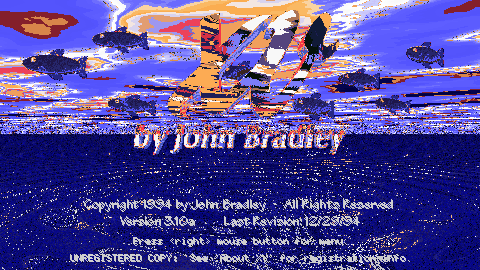 by John Bradley
Copyright 1994 by John Bradley - All Rights Reserved
Version 3.10a Last Revision: 12/29/94
Press <right> mouse button for menu.
UNREGISTERED COPY: See 'About XV' for registration info.